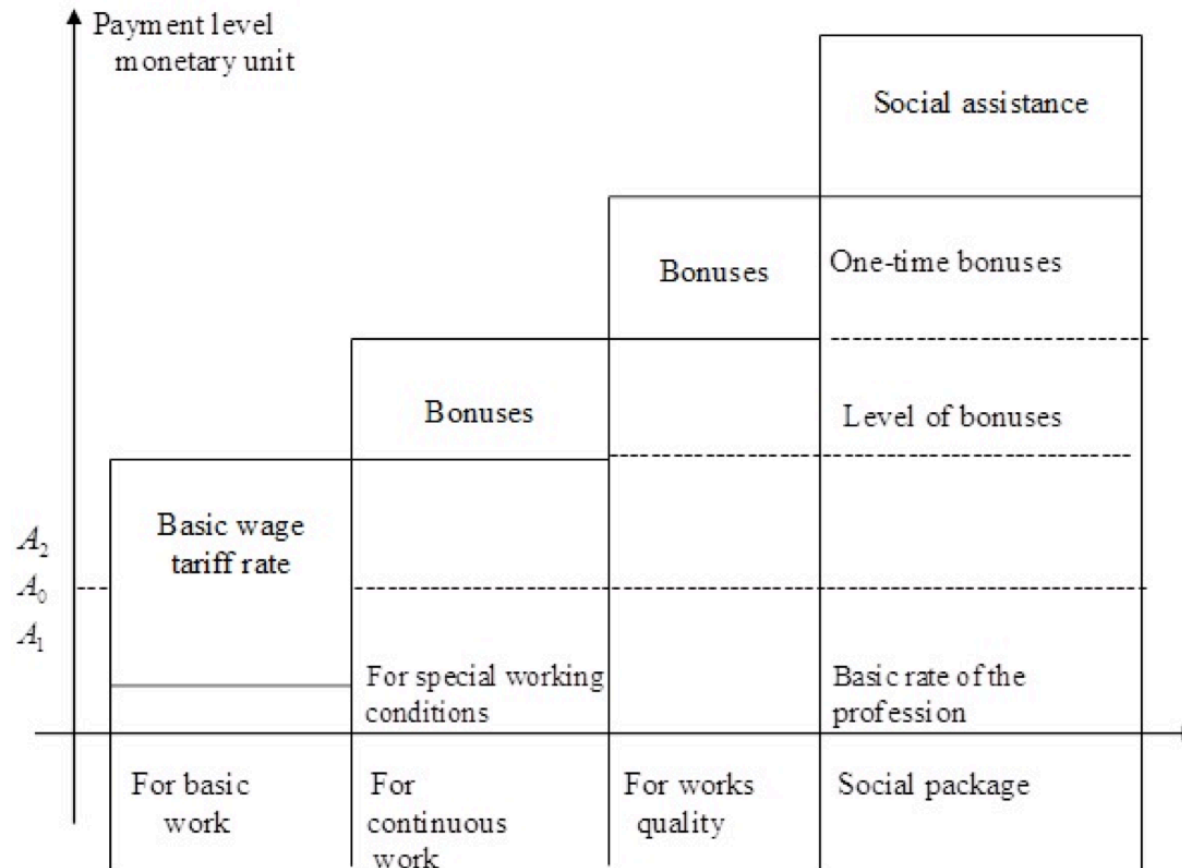 Payment level
monetary unit
Social assistance
Bonuses
One-time bonuses
Bonuses
Level of bonuses
Basic wage
tariff rate
A₂
A₀
A₁
For special working
conditions
Basic rate of the
profession
For basic
work
For
continuous
work
For works
quality
Social package